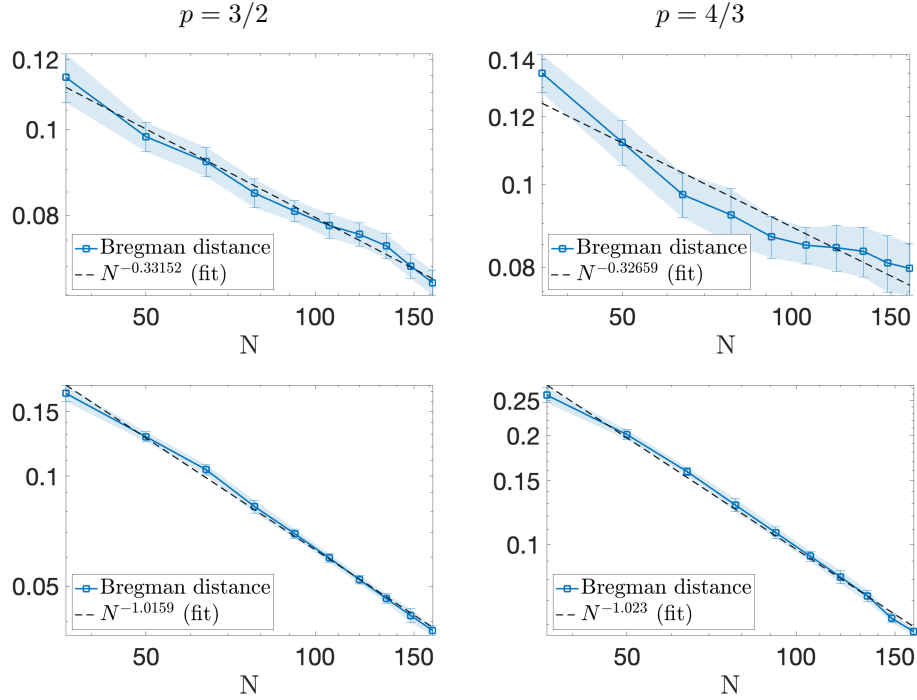 p = 3/2
p = 4/3
0.12
0.1
0.08
Bregman distance
N^{-0.33152} (fit)
50
100
150
N
0.14
0.12
0.1
0.08
Bregman distance
N^{-0.32659} (fit)
50
100
150
N
0.15
0.1
0.05
Bregman distance
N^{-1.0159} (fit)
50
100
150
N
0.25
0.2
0.15
0.1
Bregman distance
N^{-1.023} (fit)
50
100
150
N